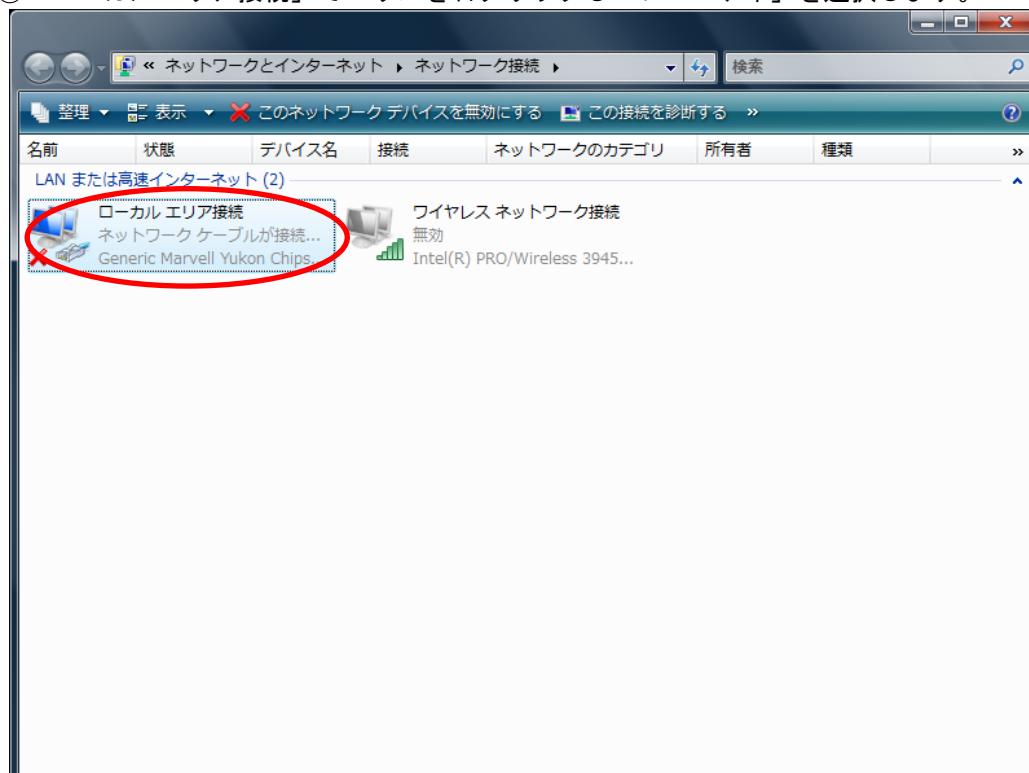 « ネットワークとインターネット ▸ ネットワーク接続 ▸ 検索
整理 表示 このネットワーク デバイスを無効にする この接続を診断する »
名前 状態 デバイス名 接続 ネットワークのカテゴリ 所有者 種類 »
LAN または高速インターネット (2)
ローカル エリア接続
ネットワーク ケーブルが接続...
Generic Marvell Yukon Chips...
ワイヤレス ネットワーク接続
無効
Intel(R) PRO/Wireless 3945...